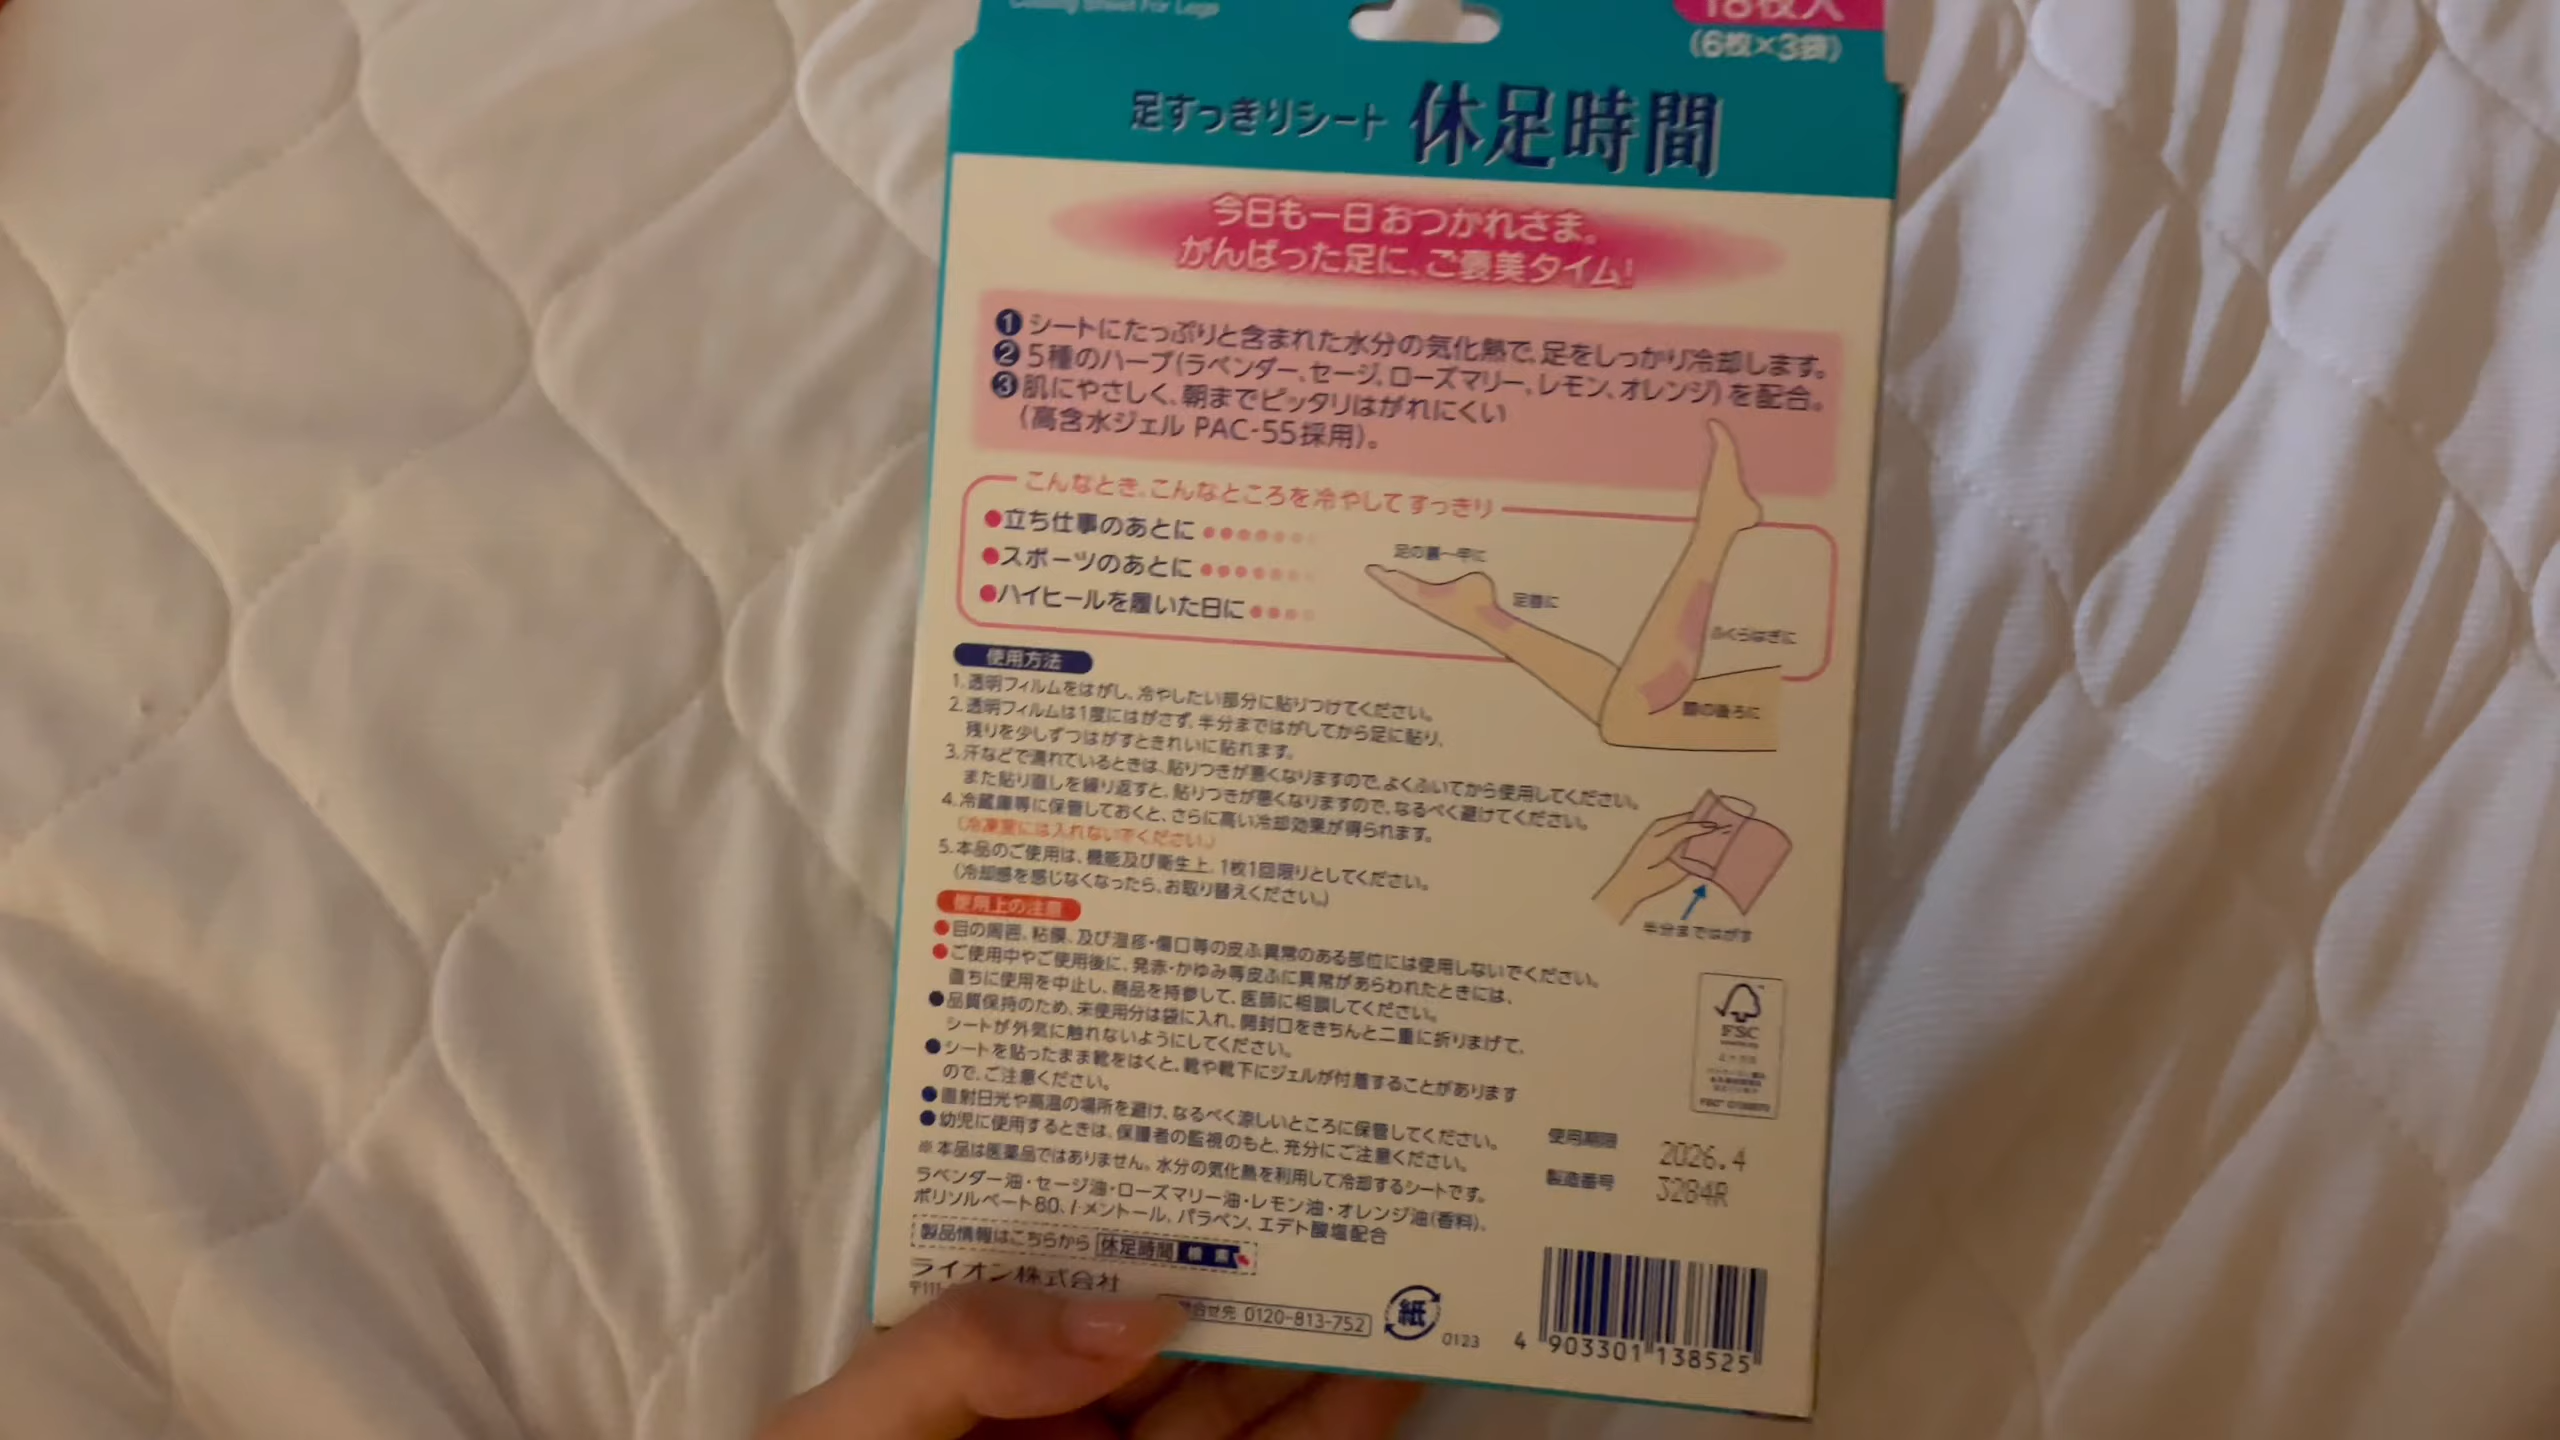 Cooling Sheet For Legs
18枚入
(6枚×3袋)
足すっきりシート 休足時間
今日も一日おつかれさま。
がんばった足に、ご褒美タイム!
❶シートにたっぷりと含まれた水分の気化熱で、足をしっかり冷却します。
❷5種のハーブ(ラベンダー、セージ、ローズマリー、レモン、オレンジ)を配合。
❸肌にやさしく、朝までピッタリはがれにくい
(高含水ジェル PAC-55採用)。
こんなとき、こんなところを冷やしてすっきり
●立ち仕事のあとに
●スポーツのあとに
●ハイヒールを履いた日に
足の裏〜甲に
足首に
ふくらはぎに
膝の後ろに
使用方法
1.透明フィルムをはがし、冷やしたい部分に貼りつけてください。
2.透明フィルムは1度にはがさず、半分まではがしてから足に貼り、
残りを少しずつはがすときれいに貼れます。
3.汗などで濡れているときは、貼りつきが悪くなりますので、よくふいてから使用してください。
また貼り直しを繰り返すと、貼りつきが悪くなりますので、なるべく避けてください。
4.冷蔵庫等に保管しておくと、さらに高い冷却効果が得られます。
(冷凍室には入れないでください。)
5.本品のご使用は、機能及び衛生上、1枚1回限りとしてください。
(冷却感を感じなくなったら、お取り替えください。)
半分まではがす
使用上の注意
●目の周囲、粘膜、及び湿疹・傷口等の皮ふ異常のある部位には使用しないでください。
●ご使用中やご使用後に、発赤・かゆみ等皮ふに異常があらわれたときには、
直ちに使用を中止し、商品を持参して、医師に相談してください。
●品質保持のため、未使用分は袋に入れ、開封口をきちんと二重に折りまげて、
シートが外気に触れないようにしてください。
●シートを貼ったまま靴をはくと、靴や靴下にジェルが付着することがあります
ので、ご注意ください。
●直射日光や高温の場所を避け、なるべく涼しいところに保管してください。
●幼児に使用するときは、保護者の監視のもと、充分にご注意ください。
※本品は医薬品ではありません。水分の気化熱を利用して冷却するシートです。
ラベンダー油・セージ油・ローズマリー油・レモン油・オレンジ油(香料)、
ポリソルベート80、l-メントール、パラベン、エデト酸塩配合
FSC
使用期限 2026.4
製造番号 3284R
製品情報はこちらから 休足時間 検索
ライオン株式会社
〒111-
合せ先 0120-813-752
紙
0123
4 903301 138525